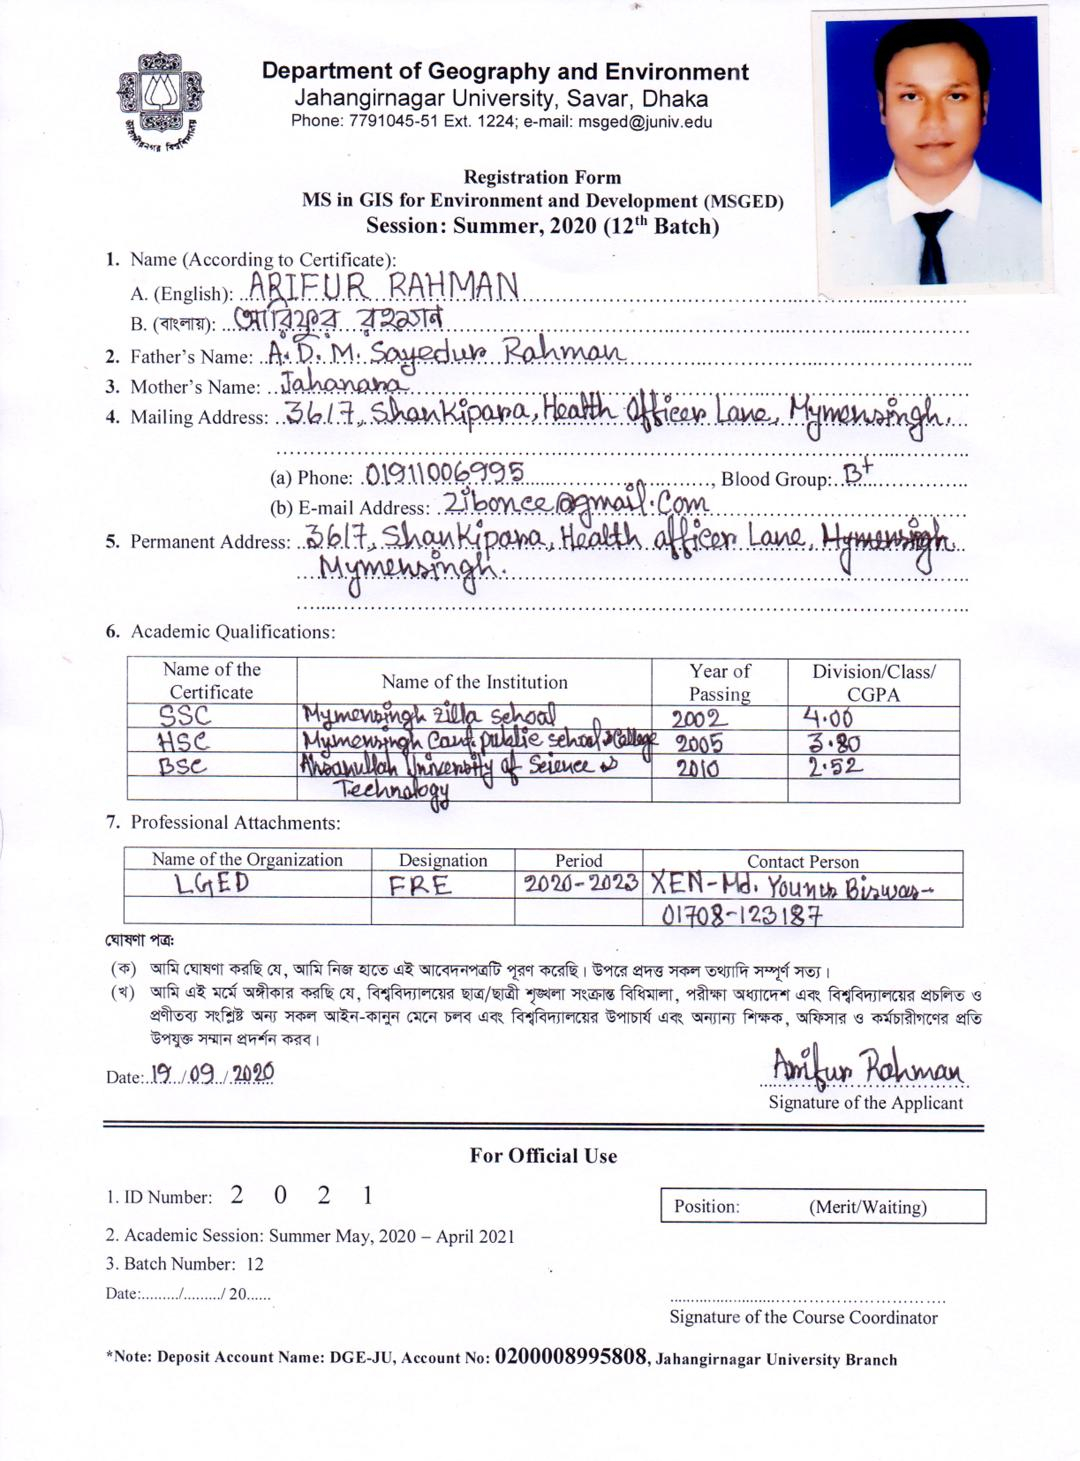 জাহাঙ্গীরনগর বিশ্ববিদ্যালয়
Department of Geography and Environment
Jahangirnagar University, Savar, Dhaka
Phone: 7791045-51 Ext. 1224; e-mail: msged@juniv.edu
Registration Form
MS in GIS for Environment and Development (MSGED)
Session: Summer, 2020 (12th Batch)
1. Name (According to Certificate):
A. (English): ARIFUR RAHMAN
B. (বাংলায়): আরিফুর রহমান
2. Father's Name: A. D. M. Sayedur Rahman
3. Mother's Name: Jahanara
4. Mailing Address: 36/7, Shankipara, Health Officer Lane, Mymensingh.
(a) Phone: 01911006995, Blood Group: B+
(b) E-mail Address: zibonce@gmail.com
5. Permanent Address: 36/7, Shankipara, Health officer Lane, Mymensingh
Mymensingh.
6. Academic Qualifications:
Name of the Certificate Name of the Institution Year of Passing Division/Class/CGPA
SSC Mymensingh Zilla school 2002 4.00
HSC Mymensingh Cant. public school & College 2005 3.80
BSc Ahsanullah University of Science & 2010 2.52
Technology
7. Professional Attachments:
Name of the Organization Designation Period Contact Person
LGED FRE 2020-2023 XEN-Md. Younus Biswas-
01708-123187
ঘোষণা পত্র:
(ক) আমি ঘোষণা করছি যে, আমি নিজ হাতে এই আবেদনপত্রটি পূরণ করেছি। উপরে প্রদত্ত সকল তথ্যাদি সম্পূর্ণ সত্য।
(খ) আমি এই মর্মে অঙ্গীকার করছি যে, বিশ্ববিদ্যালয়ের ছাত্র/ছাত্রী শৃঙ্খলা সংক্রান্ত বিধিমালা, পরীক্ষা অধ্যাদেশ এবং বিশ্ববিদ্যালয়ের প্রচলিত ও
প্রণীতব্য সংশ্লিষ্ট অন্য সকল আইন-কানুন মেনে চলব এবং বিশ্ববিদ্যালয়ের উপাচার্য এবং অন্যান্য শিক্ষক, অফিসার ও কর্মচারীগণের প্রতি
উপযুক্ত সম্মান প্রদর্শন করব।
Date: 19/09/2020 Arifur Rahman
Signature of the Applicant
For Official Use
1. ID Number: 2 0 2 1 Position: (Merit/Waiting)
2. Academic Session: Summer May, 2020 – April 2021
3. Batch Number: 12
Date:........./........./ 20......
Signature of the Course Coordinator
*Note: Deposit Account Name: DGE-JU, Account No: 0200008995808, Jahangirnagar University Branch